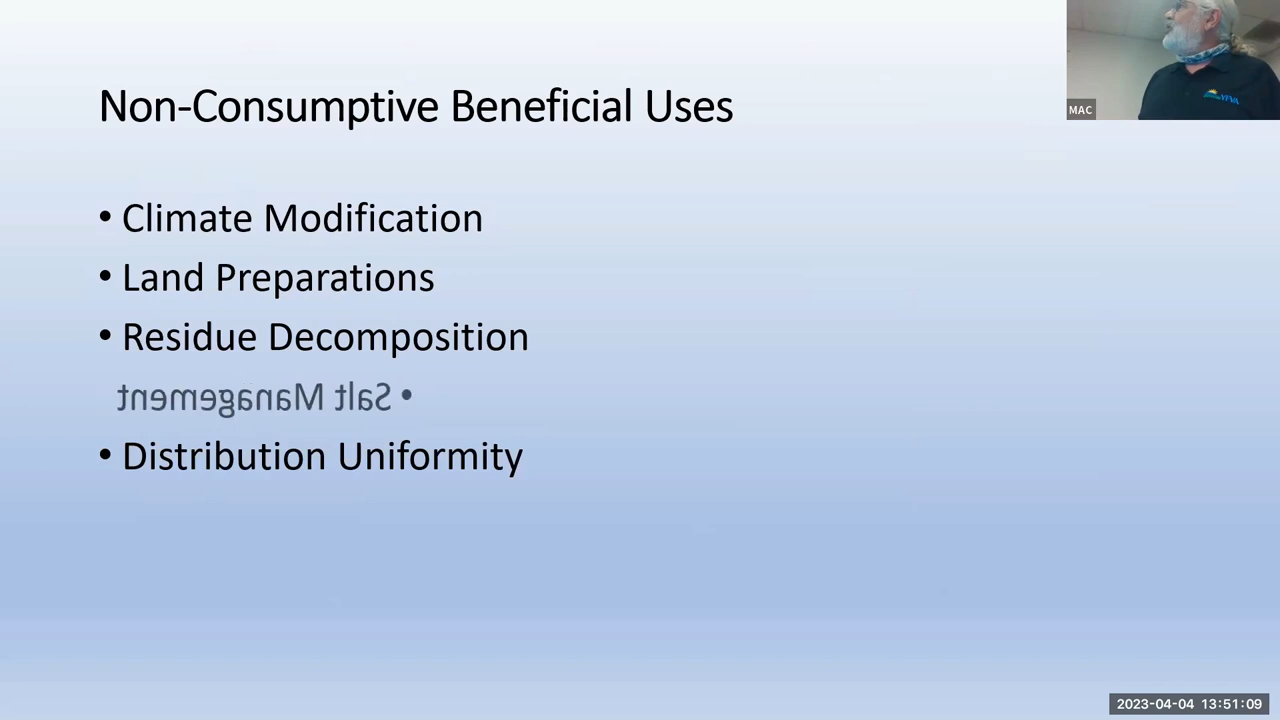 Non-Consumptive Beneficial Uses
• Climate Modification
• Land Preparations
• Residue Decomposition
• Salt Management
• Distribution Uniformity
MAC
2023-04-04 13:51:09